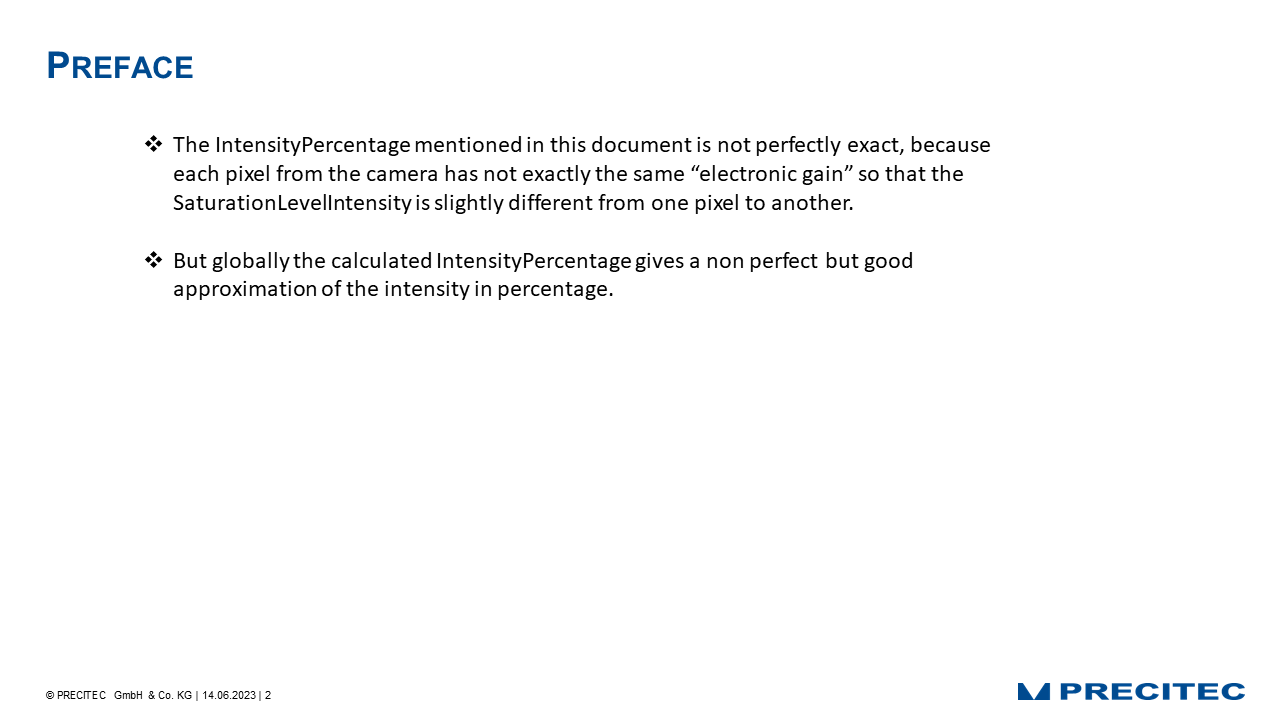 PREFACE
❖ The IntensityPercentage mentioned in this document is not perfectly exact, because
each pixel from the camera has not exactly the same “electronic gain” so that the
SaturationLevelIntensity is slightly different from one pixel to another.
❖ But globally the calculated IntensityPercentage gives a non perfect but good
approximation of the intensity in percentage.
© PRECITEC GmbH & Co. KG | 14.06.2023 | 2
PRECITEC